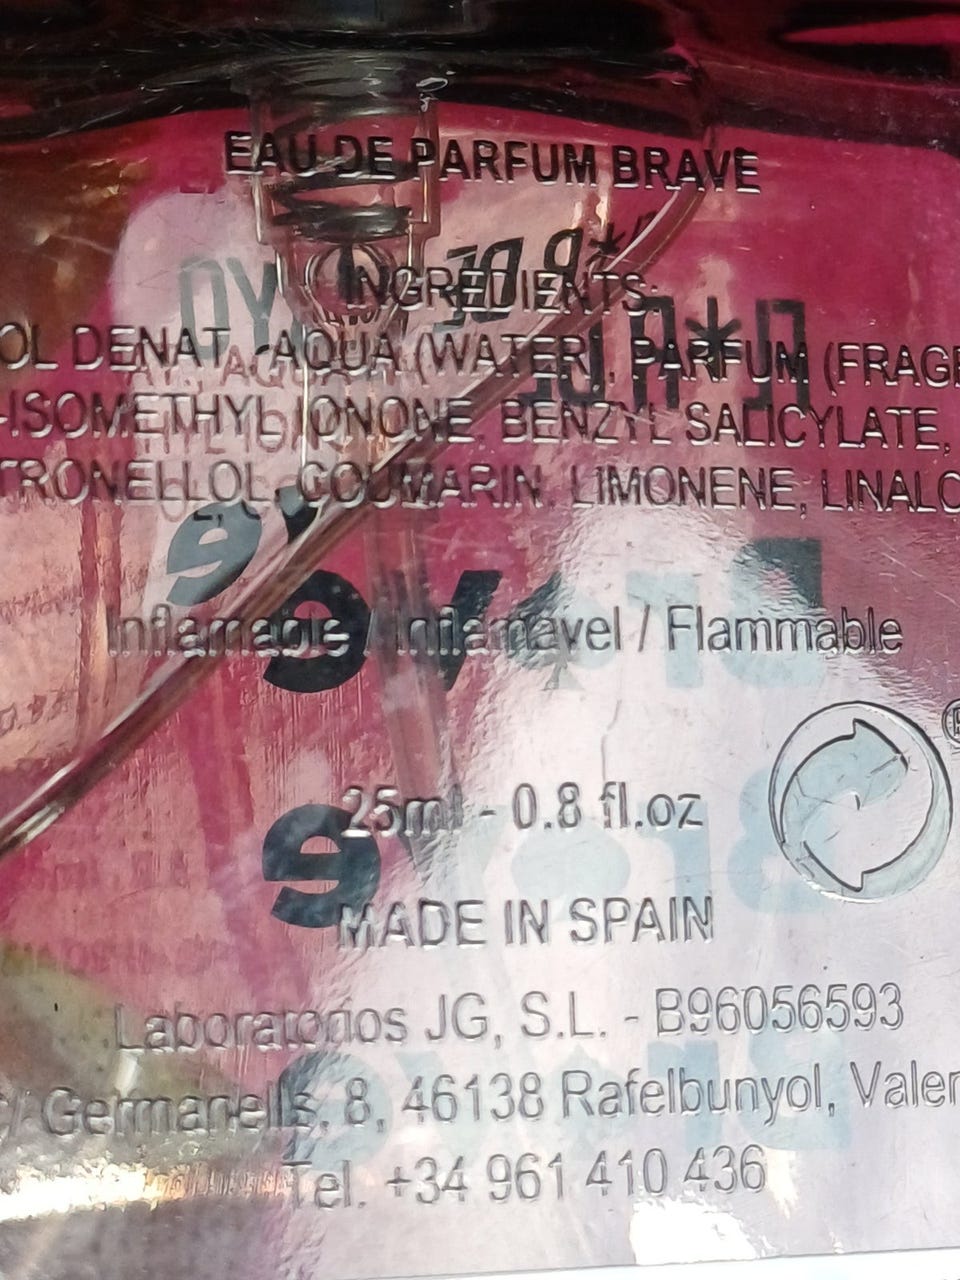 EAU DE PARFUM BRAVE
INGREDIENTS:
OL DENAT., AQUA (WATER), PARFUM (FRAG
-ISOMETHYL IONONE, BENZYL SALICYLATE,
TRONELLOL, COUMARIN, LIMONENE, LINALO
Inflamable / Inflamável / Flammable
25ml - 0.8 fl.oz
MADE IN SPAIN
Laboratorios JG, S.L. - B96056593
C/ Germanells, 8, 46138 Rafelbunyol, Valen
Tel. +34 961 410 436